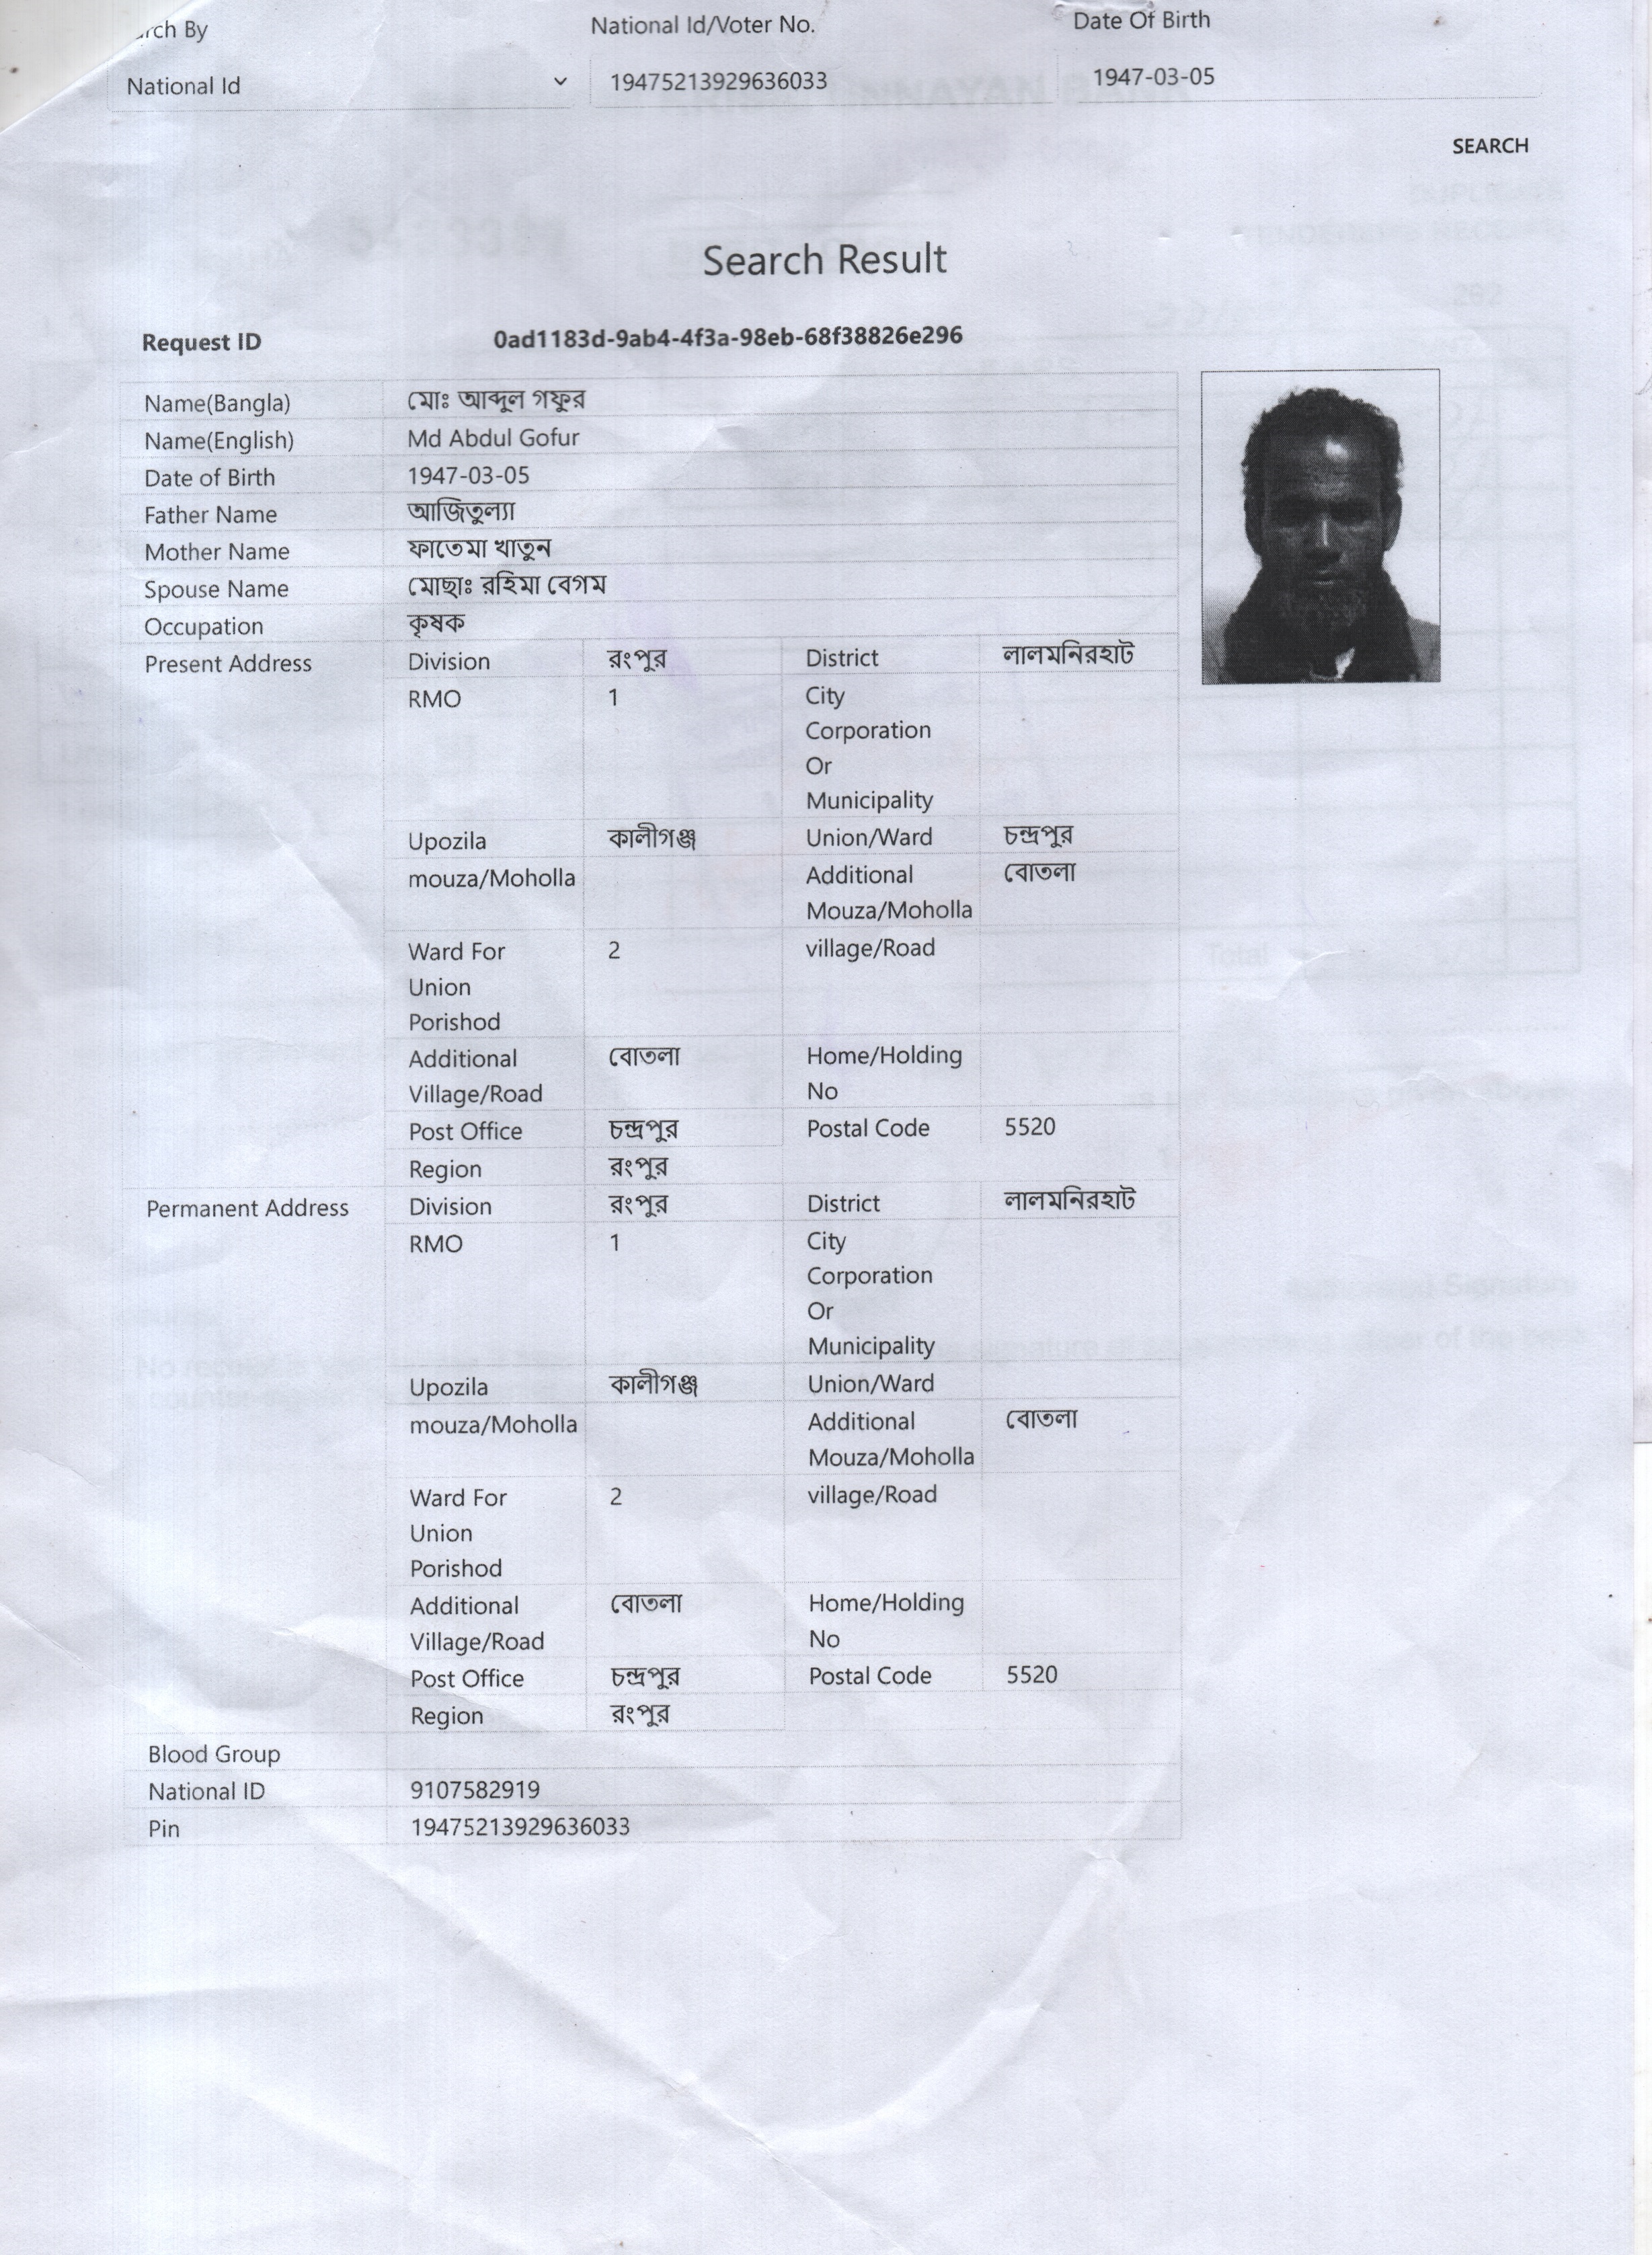 rch By National Id/Voter No. Date Of Birth
National Id 19475213929636033 1947-03-05
SEARCH
Search Result
Request ID 0ad1183d-9ab4-4f3a-98eb-68f38826e296
Name(Bangla) মোঃ আব্দুল গফুর
Name(English) Md Abdul Gofur
Date of Birth 1947-03-05
Father Name আজিতুল্যা
Mother Name ফাতেমা খাতুন
Spouse Name মোছাঃ রহিমা বেগম
Occupation কৃষক
Present Address Division রংপুর District লালমনিরহাট
RMO 1 City
Corporation
Or
Municipality
Upozila কালীগঞ্জ Union/Ward চন্দ্রপুর
mouza/Moholla Additional বোতলা
Mouza/Moholla
Ward For 2 village/Road
Union
Porishod
Additional বোতলা Home/Holding
Village/Road No
Post Office চন্দ্রপুর Postal Code 5520
Region রংপুর
Permanent Address Division রংপুর District লালমনিরহাট
RMO 1 City
Corporation
Or
Municipality
Upozila কালীগঞ্জ Union/Ward
mouza/Moholla Additional বোতলা
Mouza/Moholla
Ward For 2 village/Road
Union
Porishod
Additional বোতলা Home/Holding
Village/Road No
Post Office চন্দ্রপুর Postal Code 5520
Region রংপুর
Blood Group
National ID 9107582919
Pin 19475213929636033